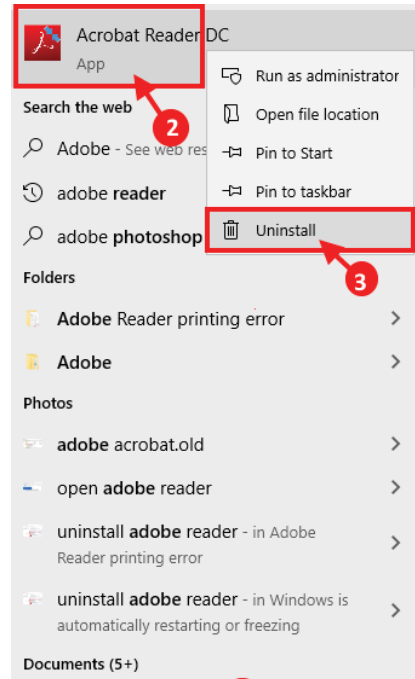 Acrobat Reader DC
App
2
Run as administrator
Search the web
Open file location
Adobe - See web res
Pin to Start
adobe reader
Pin to taskbar
adobe photoshop
Uninstall
3
Folders
Adobe Reader printing error
Adobe
Photos
adobe acrobat.old
open adobe reader
uninstall adobe reader - in Adobe
Reader printing error
uninstall adobe reader - in Windows is
automatically restarting or freezing
Documents (5+)